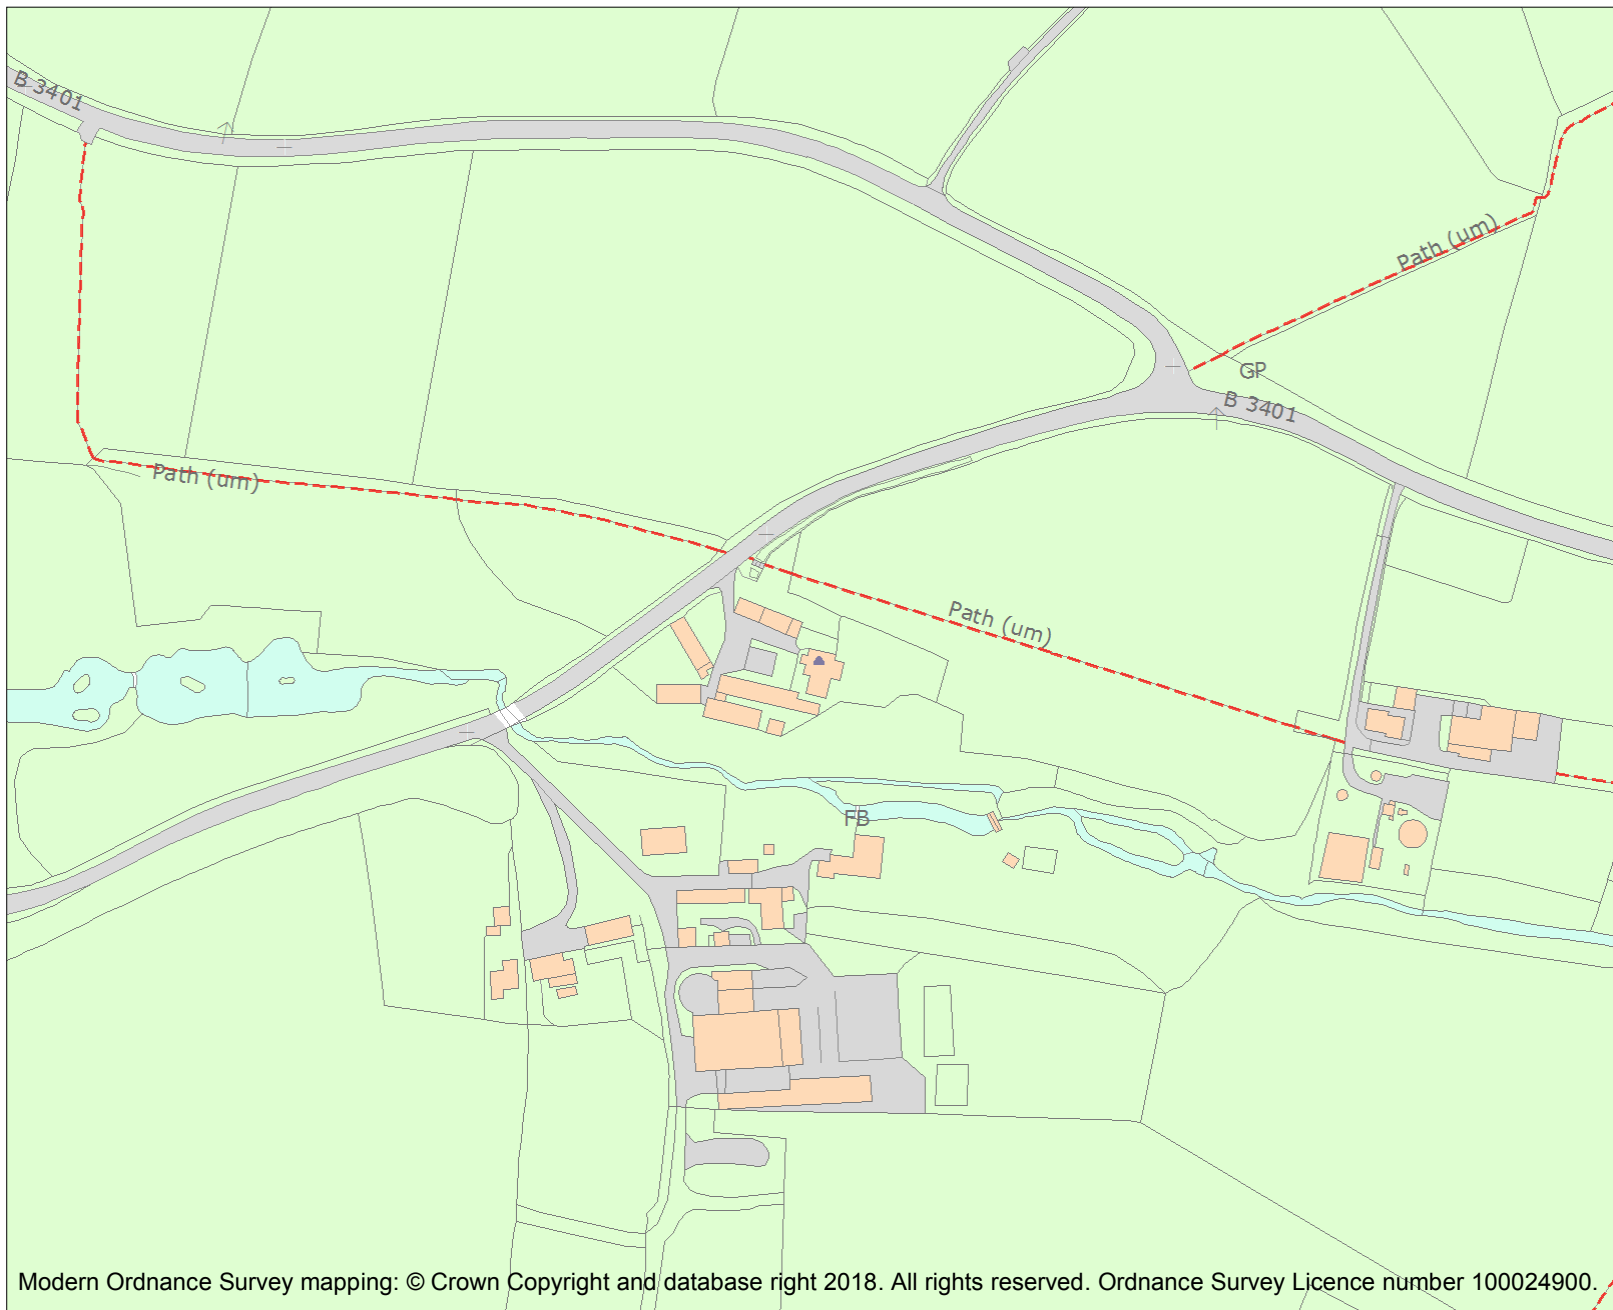 B 3401
Path (um)
GP
B 3401
Path (um)
Path (um)
FB
Modern Ordnance Survey mapping: © Crown Copyright and database right 2018. All rights reserved. Ordnance Survey Licence number 100024900.